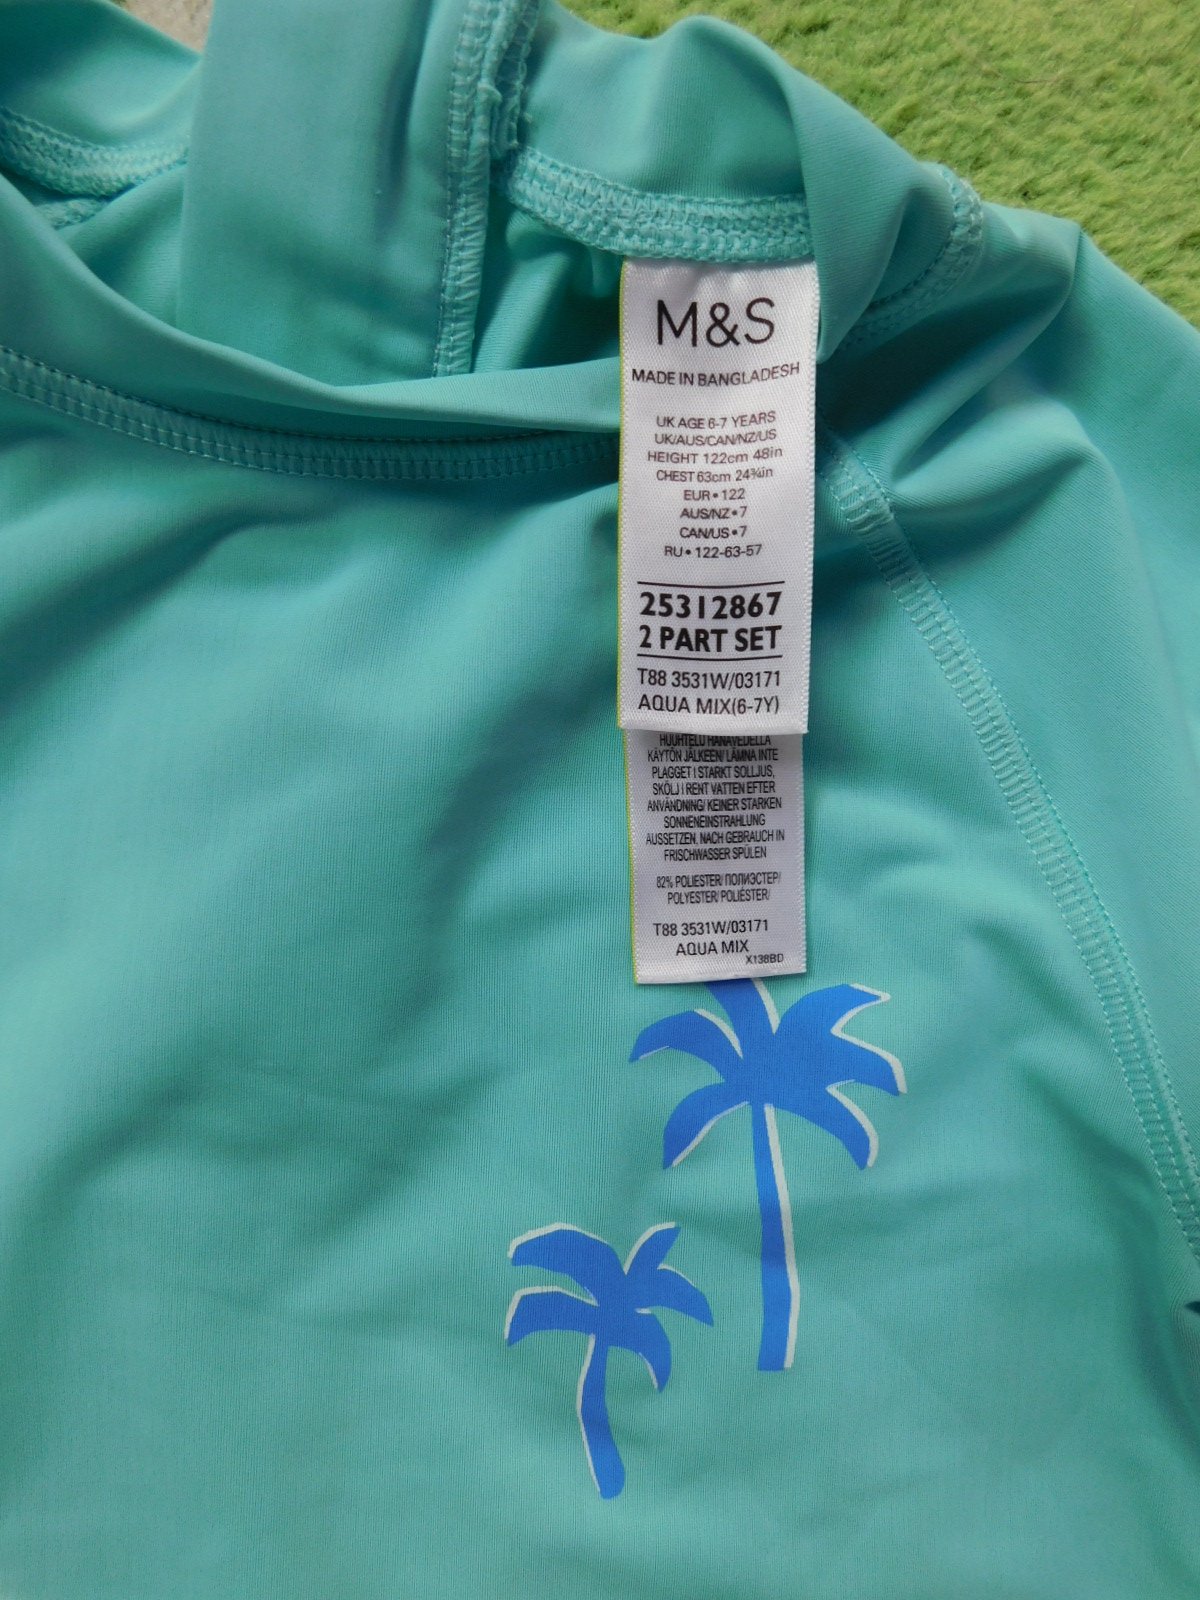 M&S
MADE IN BANGLADESH
UK AGE 6-7 YEARS
UK/AUS/CAN/NZ/US
HEIGHT 122cm 48in
CHEST 63cm 24¾in
EUR • 122
AUS/NZ • 7
CAN/US • 7
RU • 122-63-57
25312867
2 PART SET
T88 3531W/03171
AQUA MIX(6-7Y)
HUUHTELU HANAVEDELLÄ
KÄYTÖN JÄLKEEN/ LÄMNA INTE
PLAGGET I STARKT SOLLJUS,
SKÖLJ I RENT VATTEN EFTER
ANVÄNDNING/ KEINER STARKEN
SONNENEINSTRAHLUNG
AUSSETZEN, NACH GEBRAUCH IN
FRISCHWASSER SPÜLEN
82% POLIESTER/ ПОЛИЭСТЕР/
POLYESTER/ POLIÉSTER/
T88 3531W/03171
AQUA MIX
X138BD